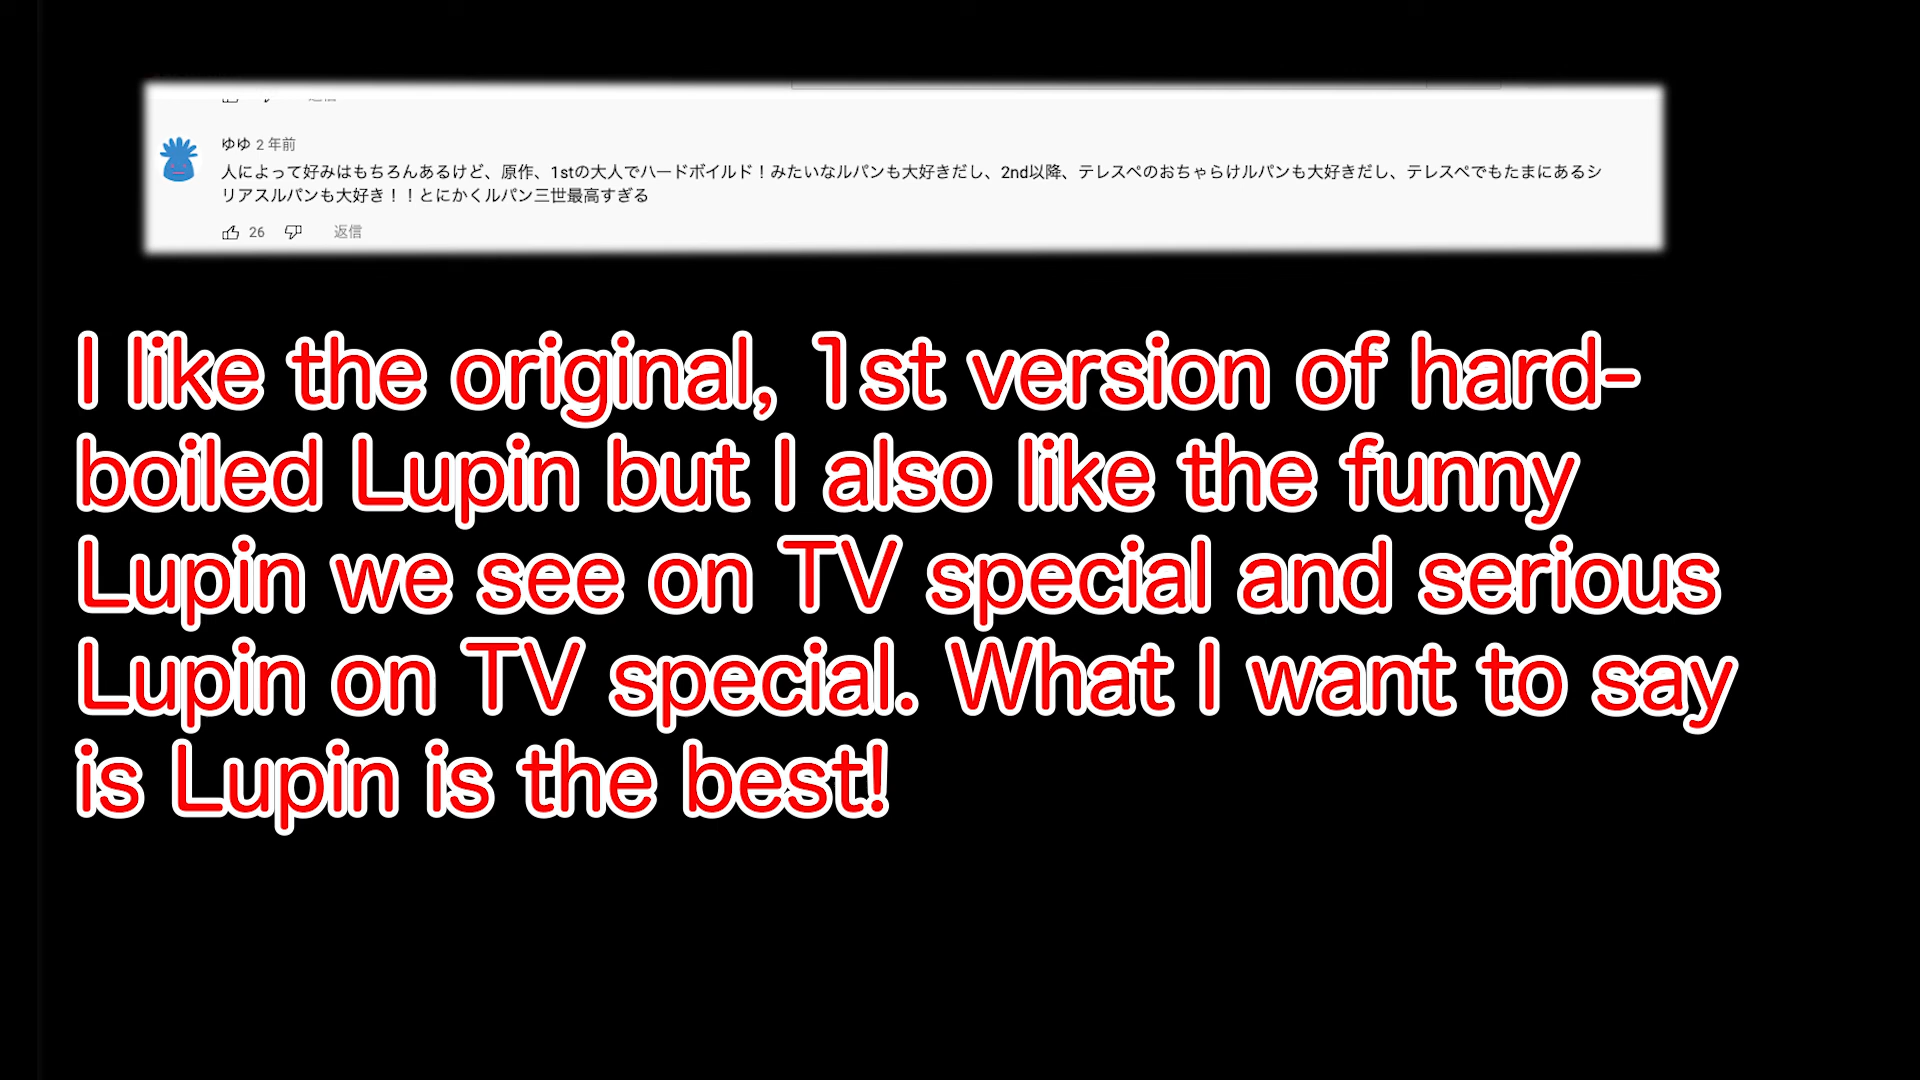 ゆゆ 2 年前
人によって好みはもちろんあるけど、原作、1stの大人でハードボイルド！みたいなルパンも大好きだし、2nd以降、テレスペのおちゃらけルパンも大好きだし、テレスペでもたまにあるシ
リアスルパンも大好き！！とにかくルパン三世最高すぎる
26 返信
I like the original, 1st version of hard-
boiled Lupin but I also like the funny
Lupin we see on TV special and serious
Lupin on TV special. What I want to say
is Lupin is the best!